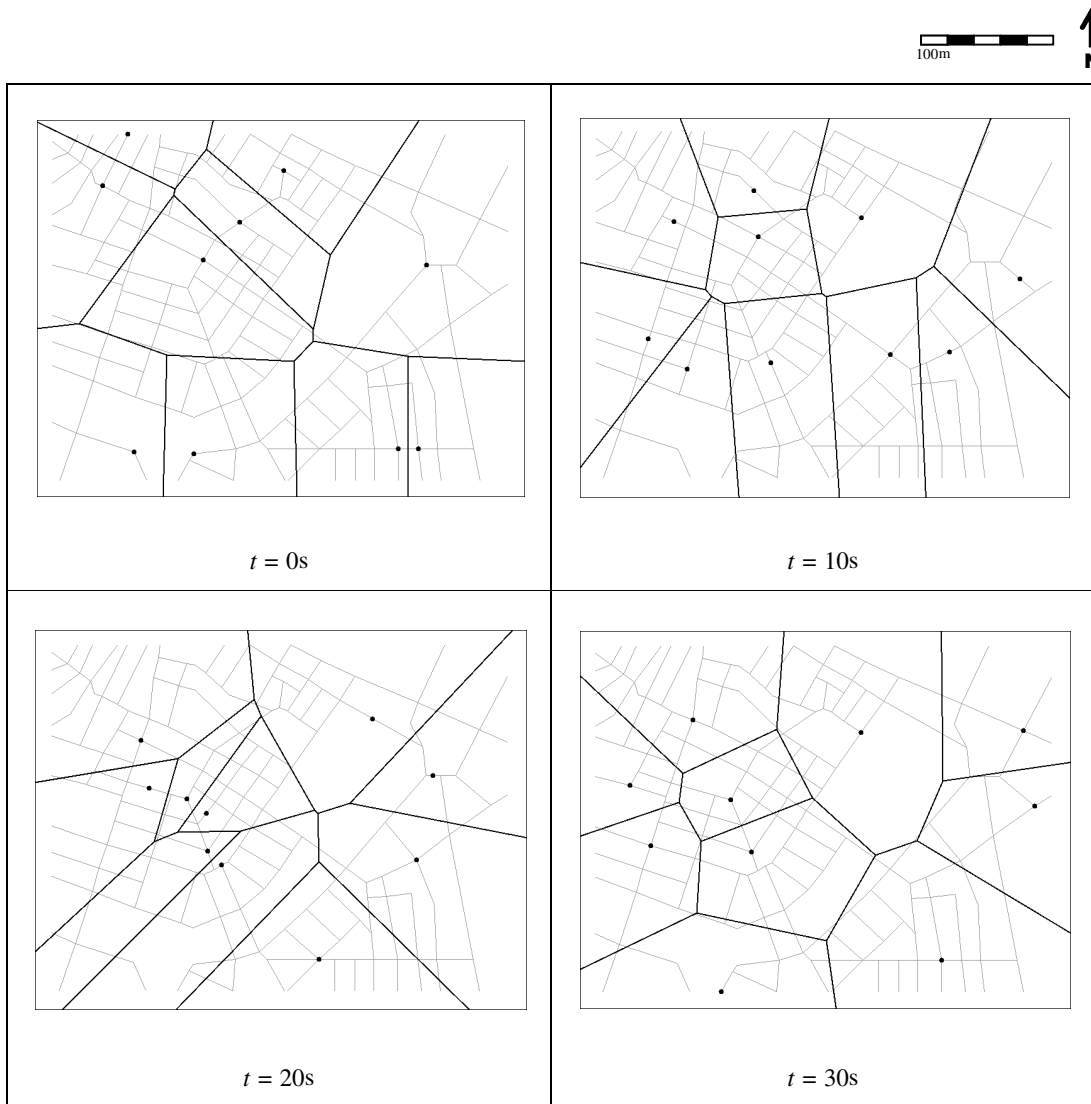 100m
N
t = 0s
t = 10s
t = 20s
t = 30s